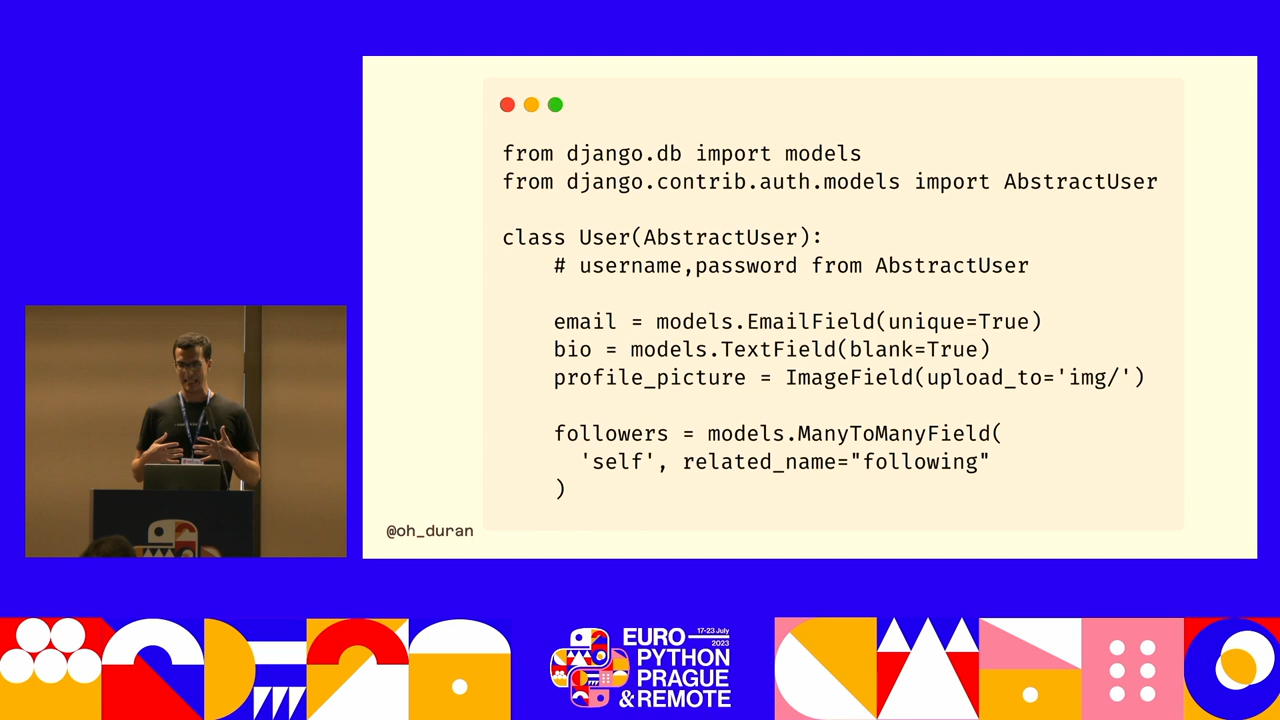 from django.db import models
from django.contrib.auth.models import AbstractUser
class User(AbstractUser):
# username,password from AbstractUser
email = models.EmailField(unique=True)
bio = models.TextField(blank=True)
profile_picture = ImageField(upload_to='img/')
followers = models.ManyToManyField(
'self', related_name="following"
)
@oh_duran
EURO
17-23 July
2023
PYTHON
PRAGUE
&REMOTE